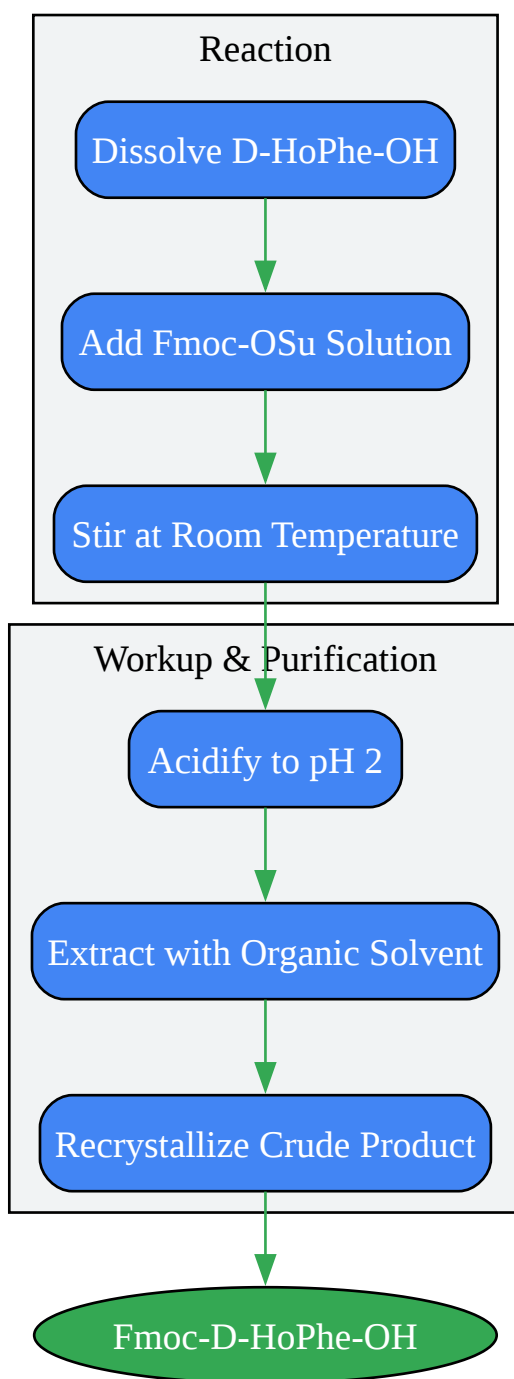 Reaction
Dissolve D-HoPhe-OH
Add Fmoc-OSu Solution
Stir at Room Temperature
Workup & Purification
Acidify to pH 2
Extract with Organic Solvent
Recrystallize Crude Product
Fmoc-D-HoPhe-OH